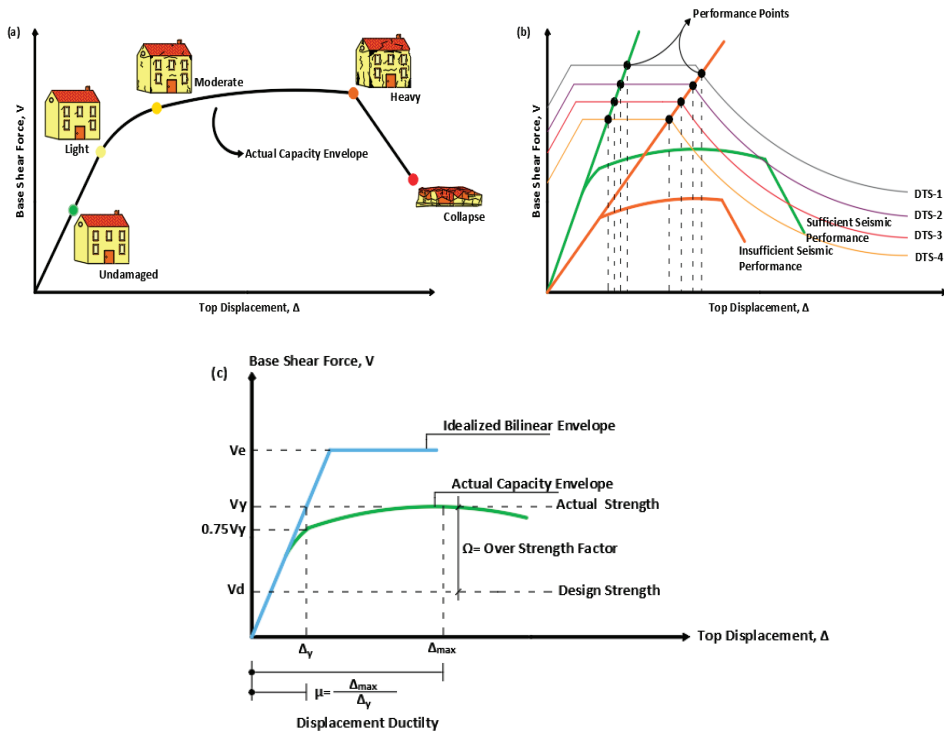 (a)
Base Shear Force, V
Moderate
Heavy
Light
Actual Capacity Envelope
Collapse
Undamaged
Top Displacement, Δ
(b)
Performance Points
Base Shear Force, V
DTS-1
DTS-2
Sufficient Seismic
Performance
DTS-3
Insufficient Seismic
Performance
DTS-4
Top Displacement, Δ
(c)
Base Shear Force, V
Idealized Bilinear Envelope
Ve
Actual Capacity Envelope
Vy
Actual Strength
0.75Vy
Ω= Over Strength Factor
Vd
Design Strength
Top Displacement, Δ
Δy
Δmax
μ= Δmax
Δy
Displacement Ductilty